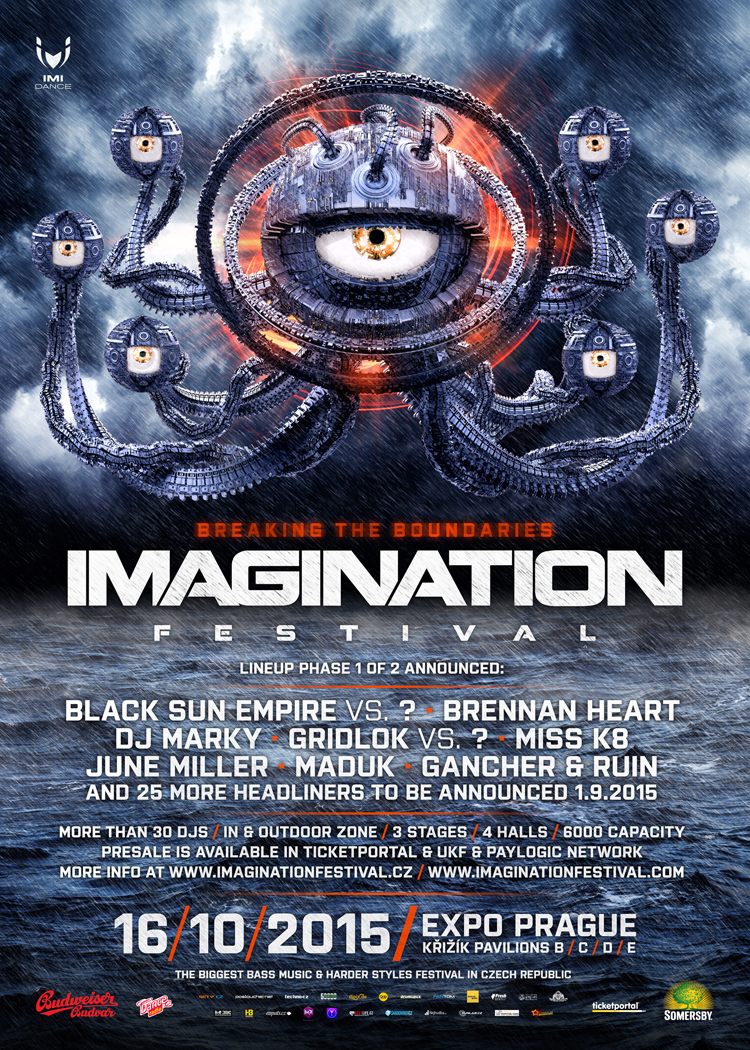 IMI
DANCE
BREAKING THE BOUNDARIES
IMAGINATION
FESTIVAL
LINEUP PHASE 1 OF 2 ANNOUNCED:
BLACK SUN EMPIRE VS. ? • BRENNAN HEART
DJ MARKY • GRIDLOK VS. ? • MISS K8
JUNE MILLER • MADUK • GANCHER & RUIN
AND 25 MORE HEADLINERS TO BE ANNOUNCED 1.9.2015
MORE THAN 30 DJS / IN & OUTDOOR ZONE / 3 STAGES / 4 HALLS / 6000 CAPACITY
PRESALE IS AVAILABLE IN TICKETPORTAL & UKF & PAYLOGIC NETWORK
MORE INFO AT WWW.IMAGINATIONFESTIVAL.CZ / WWW.IMAGINATIONFESTIVAL.COM
16/10/2015/ EXPO PRAGUE
KŘIŽÍK PAVILIONS B / C / D / E
THE BIGGEST BASS MUSIC & HARDER STYLES FESTIVAL IN CZECH REPUBLIC
Budweiser
Budvar
Dance
techno.cz
ticketportal
SOMERSBY